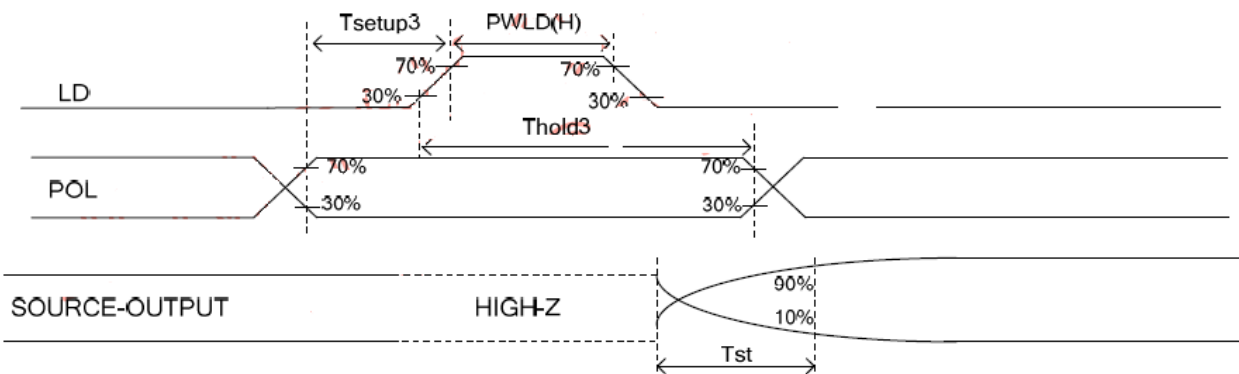 Tsetup3 PWLD(H)
70% 70%
LD 30% 30%
Thold3
70% 70%
POL
30% 30%
90%
SOURCE-OUTPUT HIGH-Z
10%
Tst